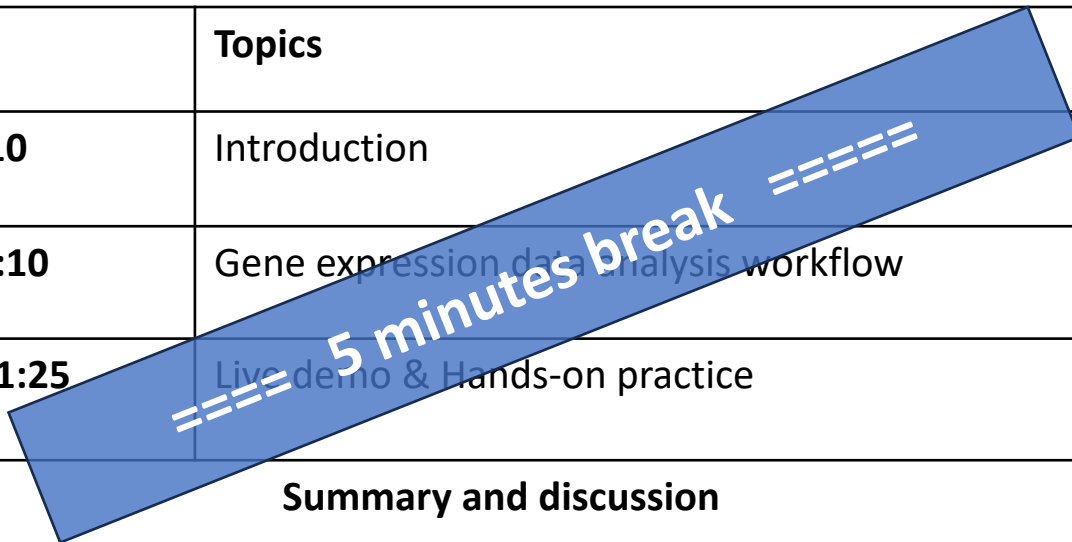 Topics
.0 Introduction
:10 Gene expression data analysis workflow
1:25 Live demo & Hands-on practice
==== 5 minutes break =====
Summary and discussion